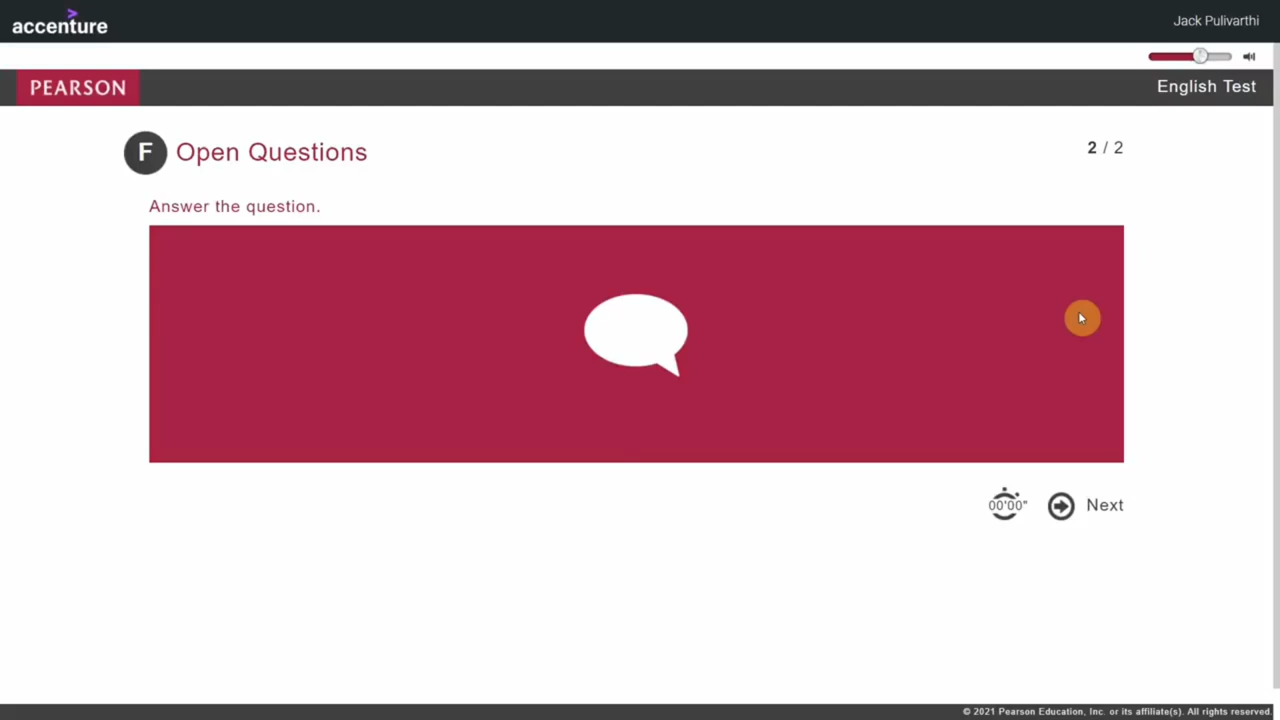 accenture
Jack Pulivarthi
PEARSON
English Test
F Open Questions
2 / 2
Answer the question.
00'00"
Next
© 2021 Pearson Education, Inc. or its affiliate(s). All rights reserved.